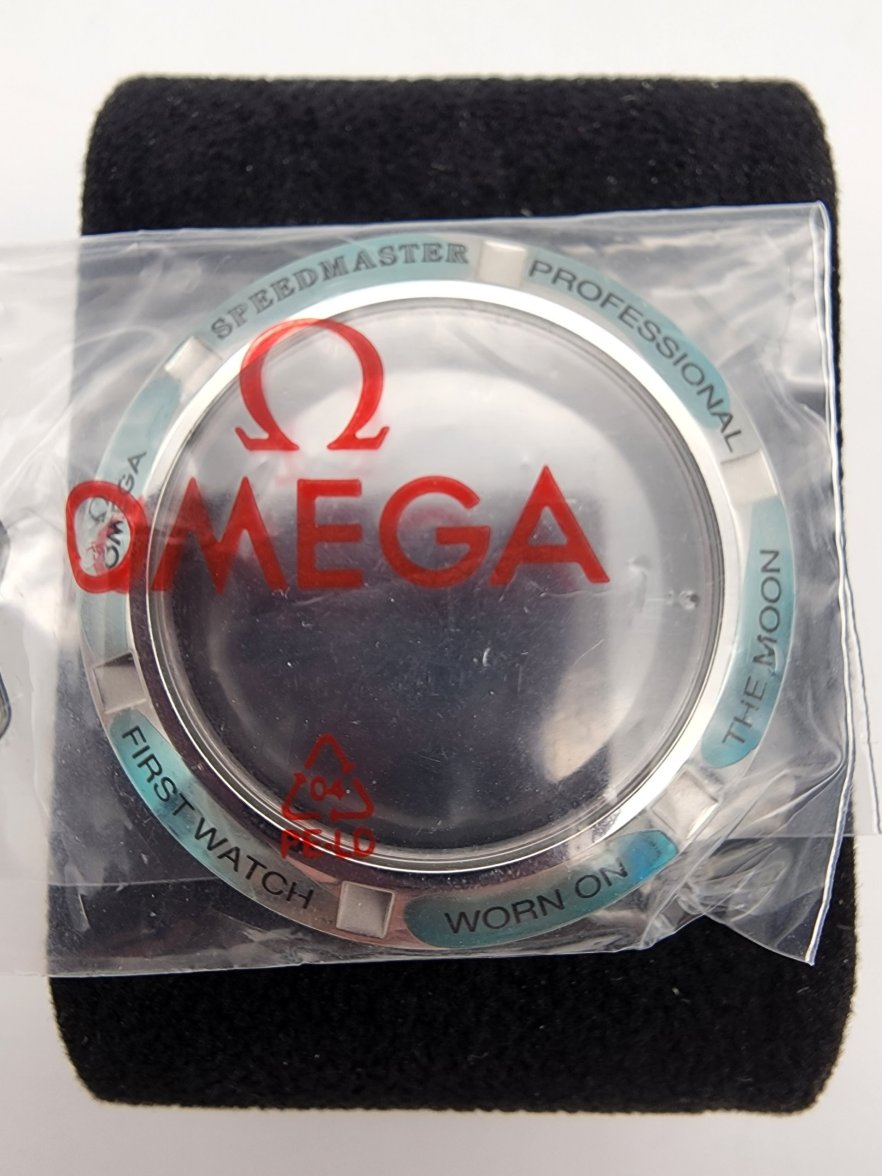 SPEEDMASTER
PROFESSIONAL
THE MOON
WORN ON
FIRST WATCH
Ω
OMEGA
Ω
OMEGA
04
PE-LD